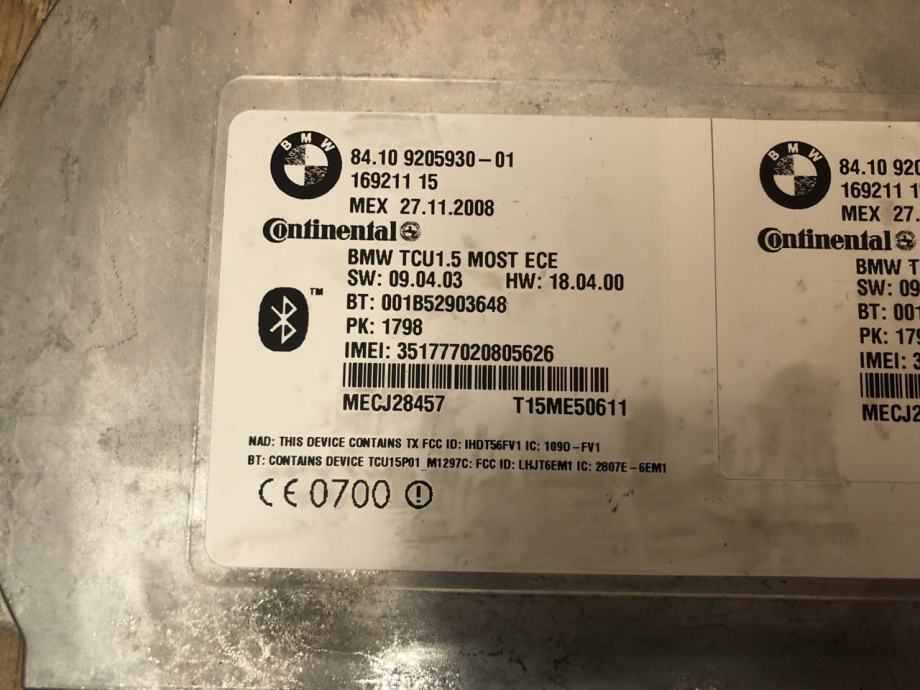 BMW
84.10 9205930-01
169211 15
MEX 27.11.2008
Continental
BMW TCU1.5 MOST ECE
SW: 09.04.03 HW: 18.04.00
™
BT: 001B52903648
PK: 1798
IMEI: 351777020805626
MECJ28457 T15ME50611
NAD: THIS DEVICE CONTAINS TX FCC ID: IHDT56FV1 IC: 109O-FV1
BT: CONTAINS DEVICE TCU15P01_M1297C: FCC ID: LHJT6EM1 IC: 2807E-6EM1
CE 0700
BMW
84.10 920
169211 1
MEX 27.
Continental
BMW T
SW: 09
BT: 001
PK: 179
IMEI: 3
MECJ2